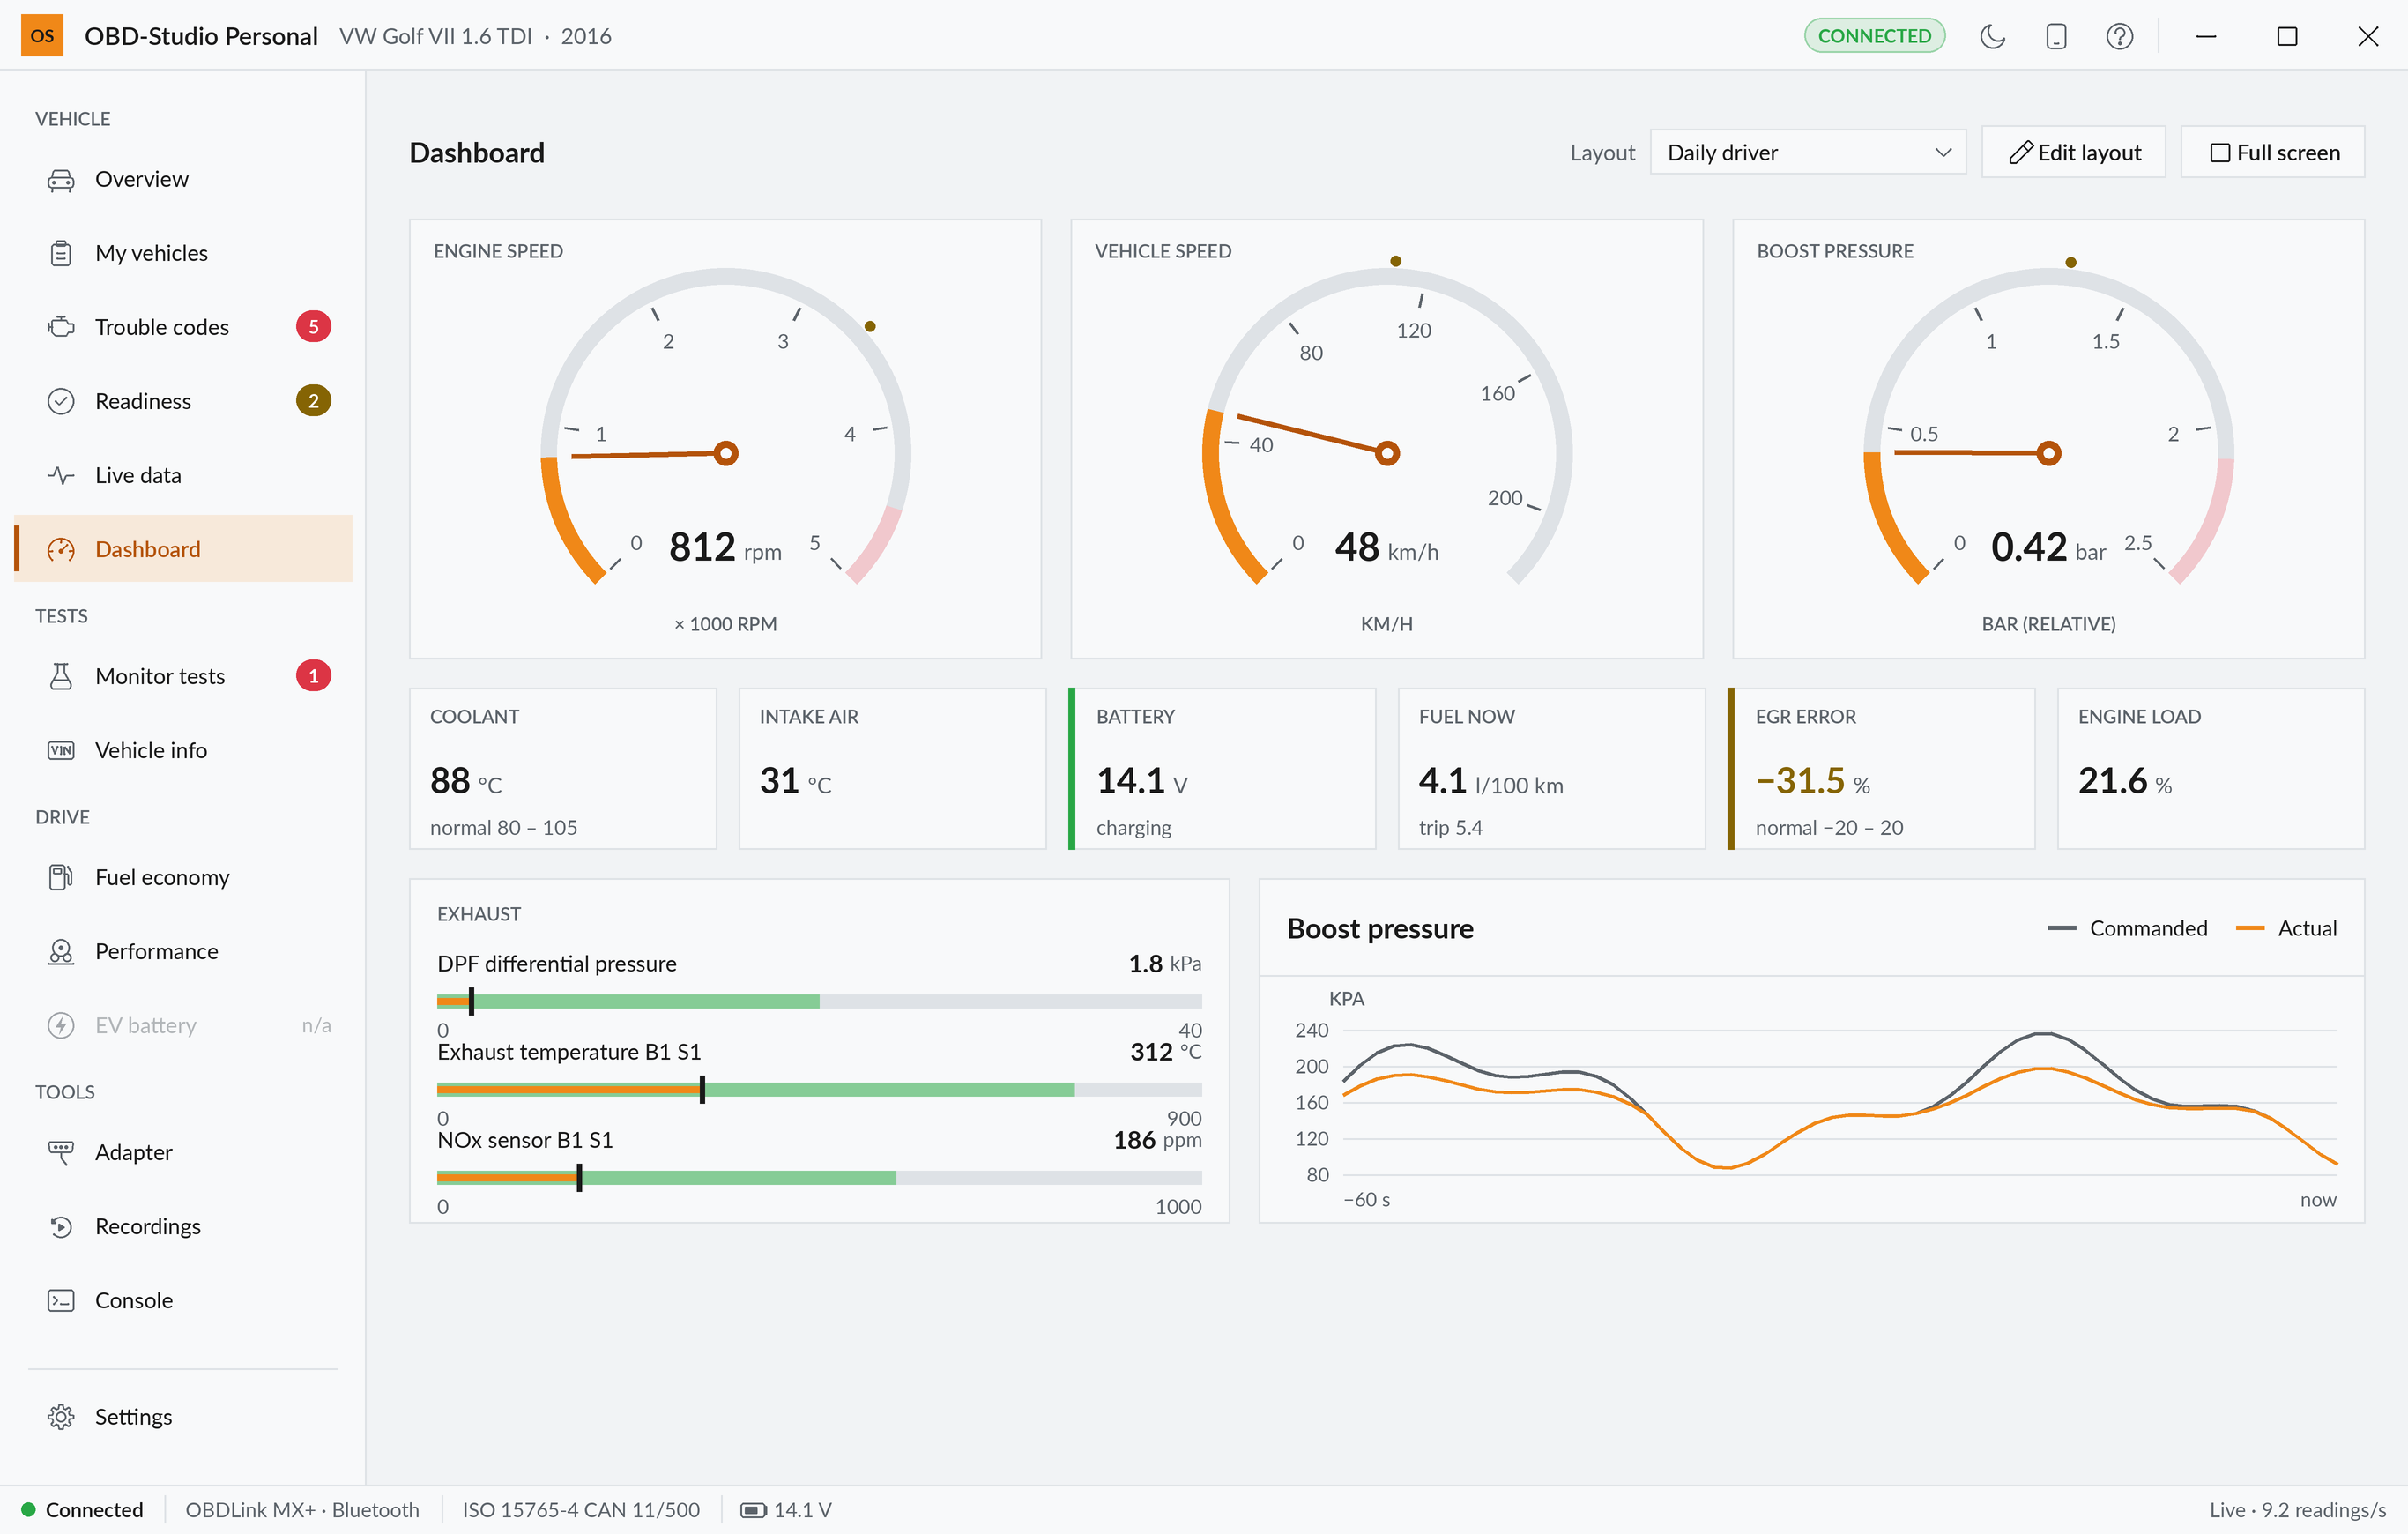 OS OBD-Studio Personal VW Golf VII 1.6 TDI · 2016 CONNECTED
VEHICLE
Overview
My vehicles
Trouble codes 5
Readiness 2
Live data
Dashboard
TESTS
Monitor tests 1
VIN Vehicle info
DRIVE
Fuel economy
Performance
EV battery n/a
TOOLS
Adapter
Recordings
Console
Settings
Dashboard Layout Daily driver Edit layout Full screen
ENGINE SPEED
0 1 2 3 4 5
812 rpm
× 1000 RPM
VEHICLE SPEED
0 40 80 120 160 200
48 km/h
KM/H
BOOST PRESSURE
0 0.5 1 1.5 2 2.5
0.42 bar
BAR (RELATIVE)
COOLANT
88 °C
normal 80 – 105
INTAKE AIR
31 °C
BATTERY
14.1 V
charging
FUEL NOW
4.1 l/100 km
trip 5.4
EGR ERROR
−31.5 %
normal −20 – 20
ENGINE LOAD
21.6 %
EXHAUST
DPF differential pressure 1.8 kPa
0 40
Exhaust temperature B1 S1 312 °C
0 900
NOx sensor B1 S1 186 ppm
0 1000
Boost pressure Commanded Actual
KPA
240
200
160
120
80
−60 s now
Connected OBDLink MX+ · Bluetooth ISO 15765-4 CAN 11/500 14.1 V Live · 9.2 readings/s